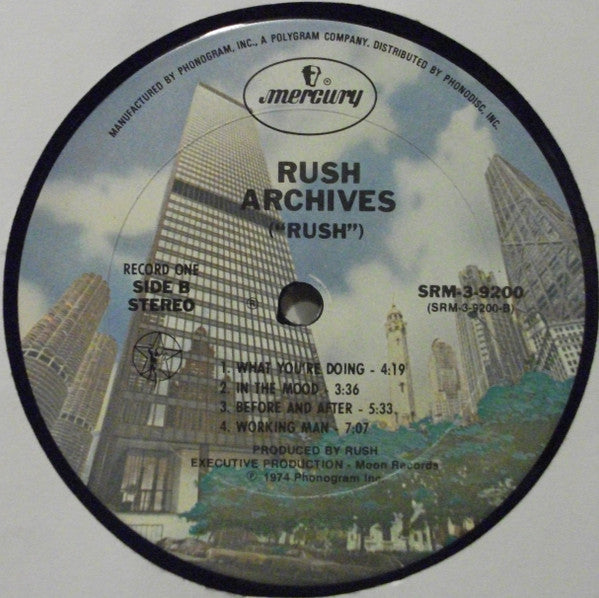 MANUFACTURED BY PHONOGRAM, INC., A POLYGRAM COMPANY. DISTRIBUTED BY PHONODISC, INC.
®
mercury
RUSH
ARCHIVES
("RUSH")
RECORD ONE
SIDE B
STEREO
®
SRM-3-9200
(SRM-3-9200-B)
1. WHAT YOU'RE DOING - 4:19
2. IN THE MOOD - 3:36
3. BEFORE AND AFTER - 5:33
4. WORKING MAN - 7:07
PRODUCED BY RUSH
EXECUTIVE PRODUCTION - Moon Records
℗ 1974 Phonogram Inc.